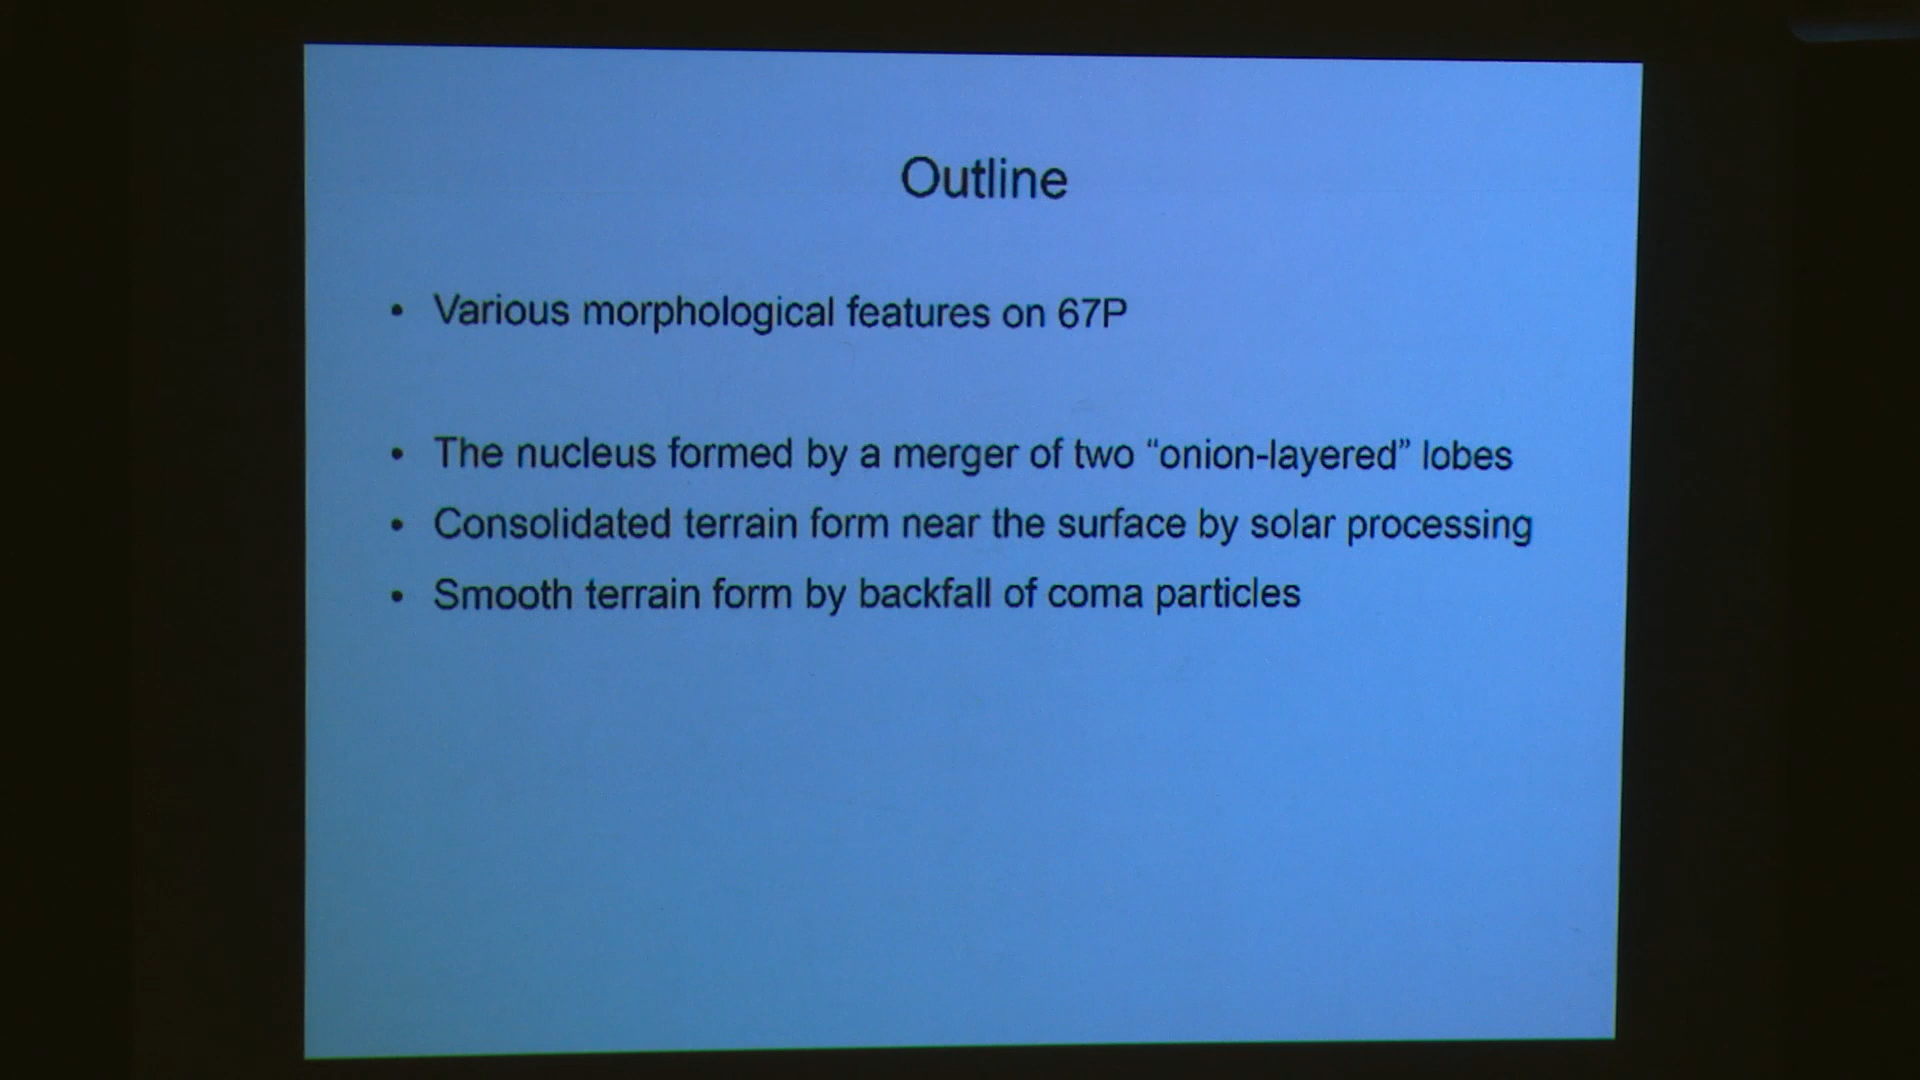 Outline
• Various morphological features on 67P
• The nucleus formed by a merger of two “onion-layered” lobes
• Consolidated terrain form near the surface by solar processing
• Smooth terrain form by backfall of coma particles